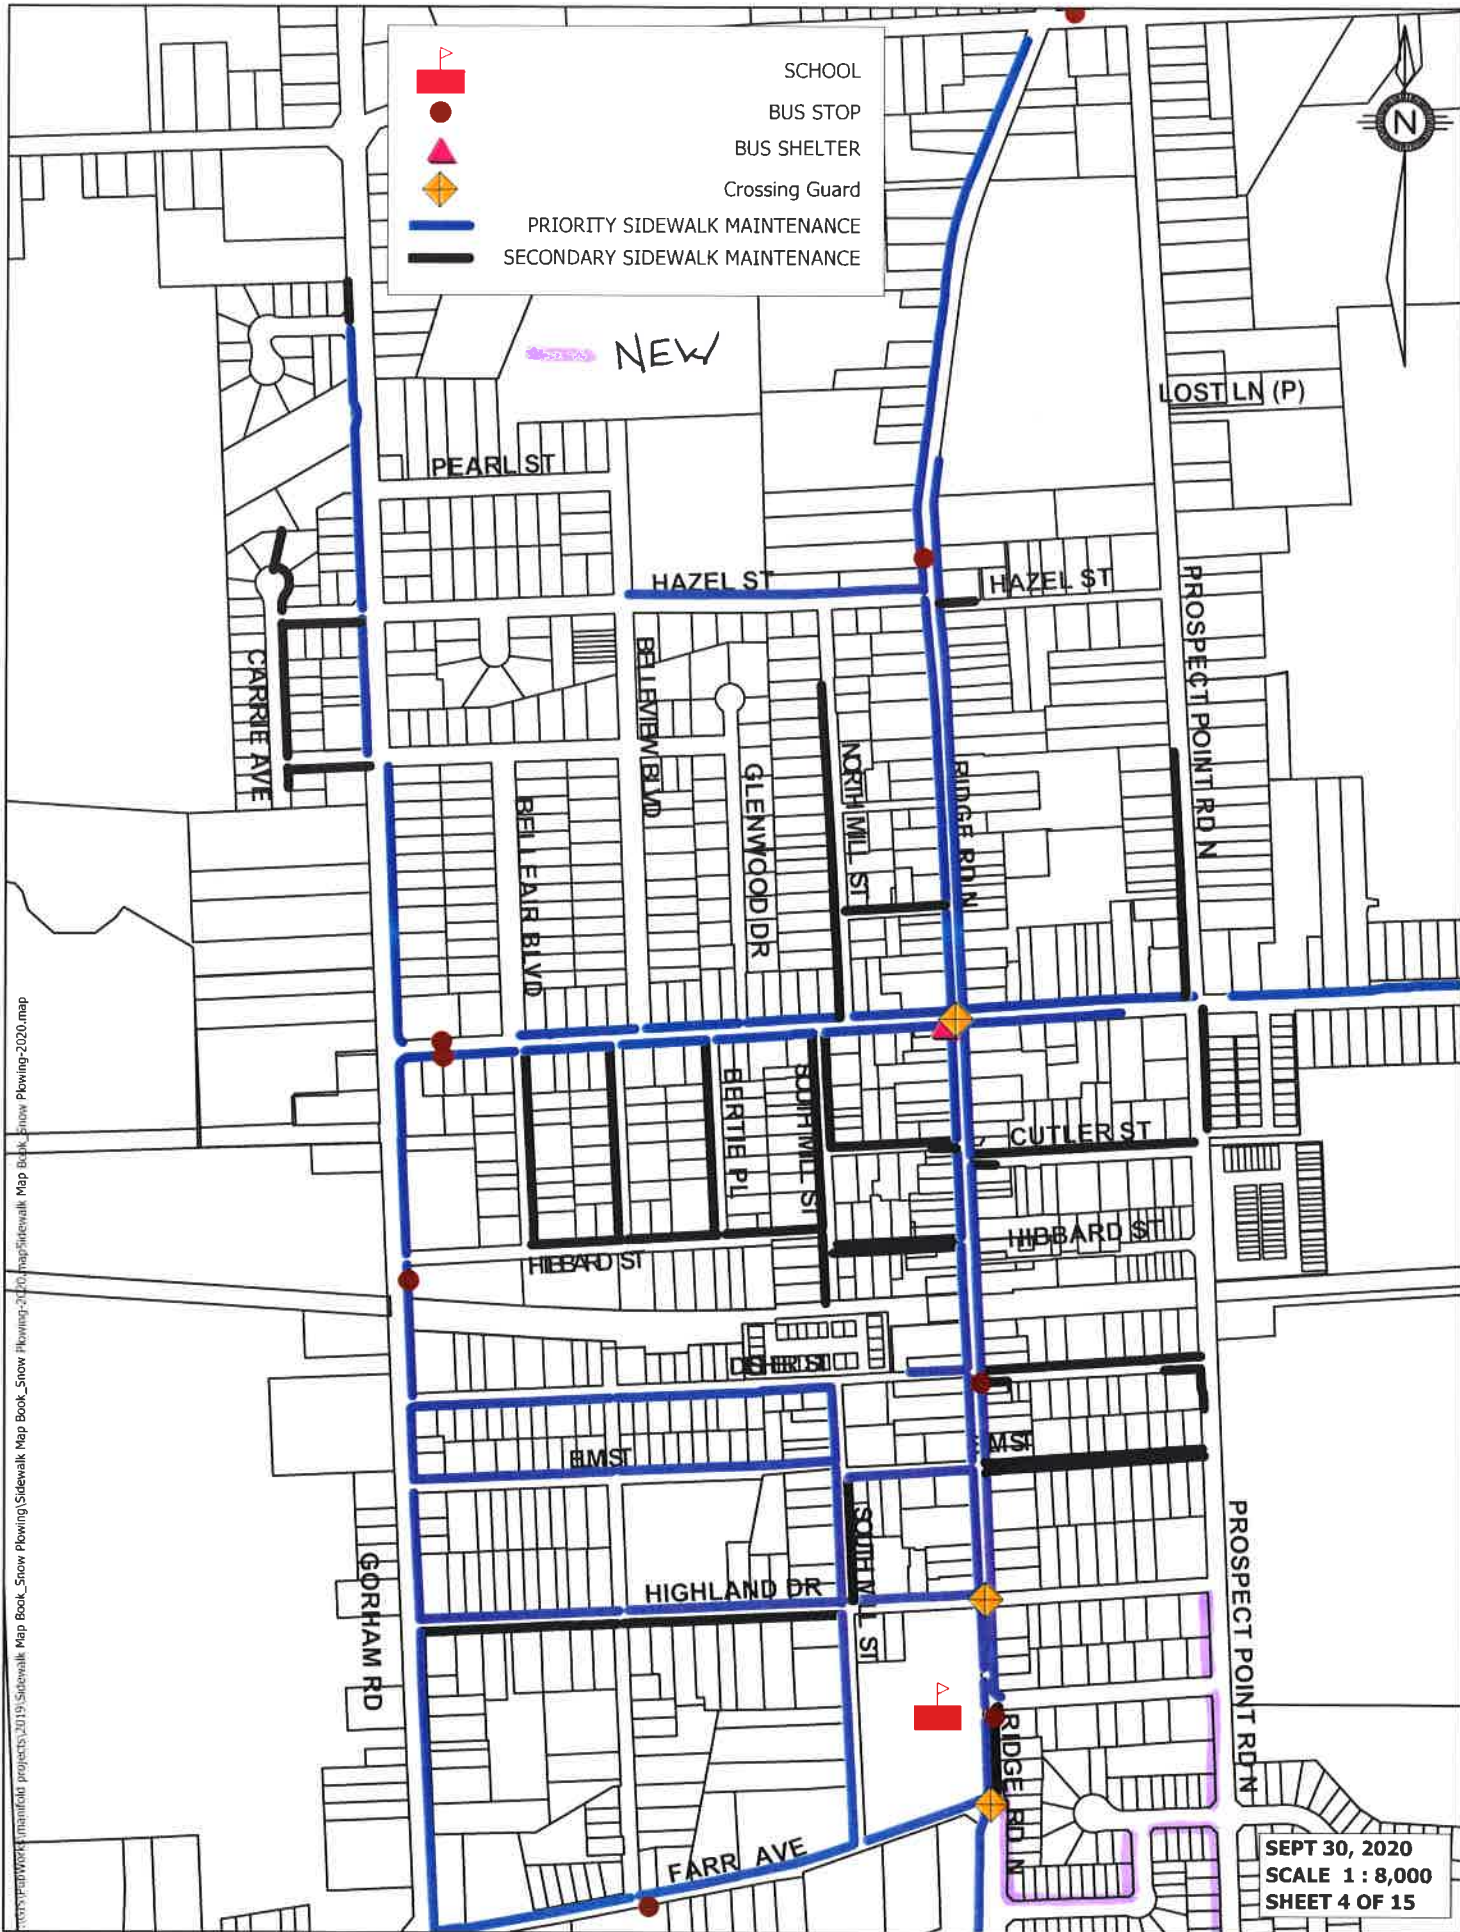 SCHOOL
BUS STOP
BUS SHELTER
Crossing Guard
PRIORITY SIDEWALK MAINTENANCE
SECONDARY SIDEWALK MAINTENANCE
N
NEW
LOST LN (P)
PEARL ST
HAZEL ST
HAZEL ST
PROSPECT POINT RD N
CARRIE AVE
BELLEVIEW BLVD
NORTH MILL ST
RIDGE RD N
GLENWOOD DR
BELLEAIR BLVD
BERTIE PL
SOUTH MILL ST
CUTLER ST
HIBBARD ST
HIBBARD ST
DISHER ST
ELM ST
GORHAM RD
HIGHLAND DR
SOUTH MILL ST
PROSPECT POINT RD N
RIDGE RD N
FARR AVE
SEPT 30, 2020
SCALE 1 : 8,000
SHEET 4 OF 15